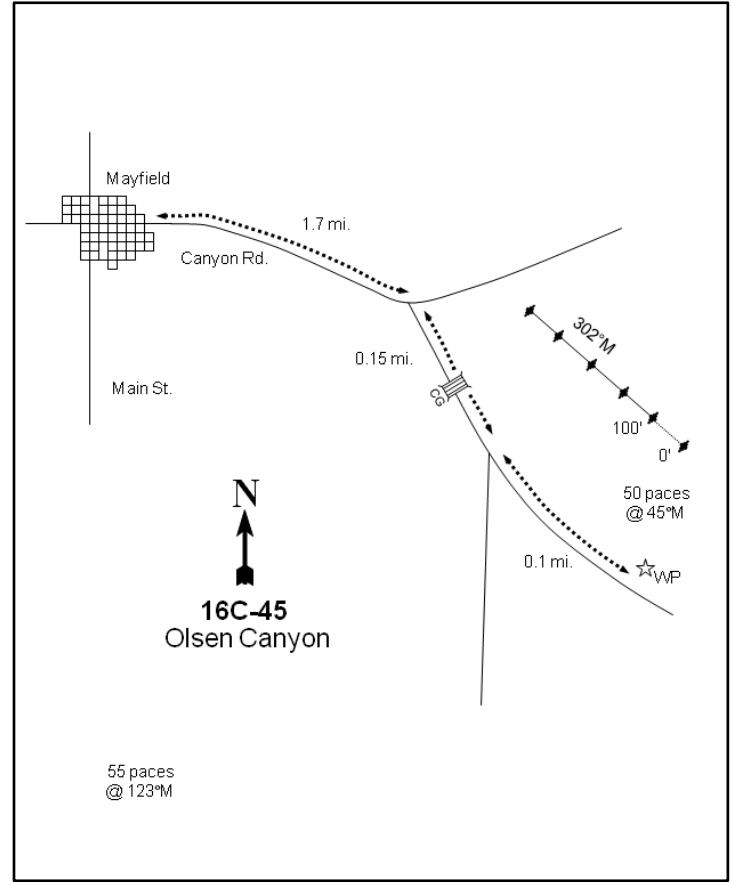 Mayfield
1.7 mi.
Canyon Rd.
302°M
0.15 mi.
CG
Main St.
100'
0'
50 paces
@ 45°M
N
0.1 mi.
WP
16C-45
Olsen Canyon
55 paces
@ 123°M